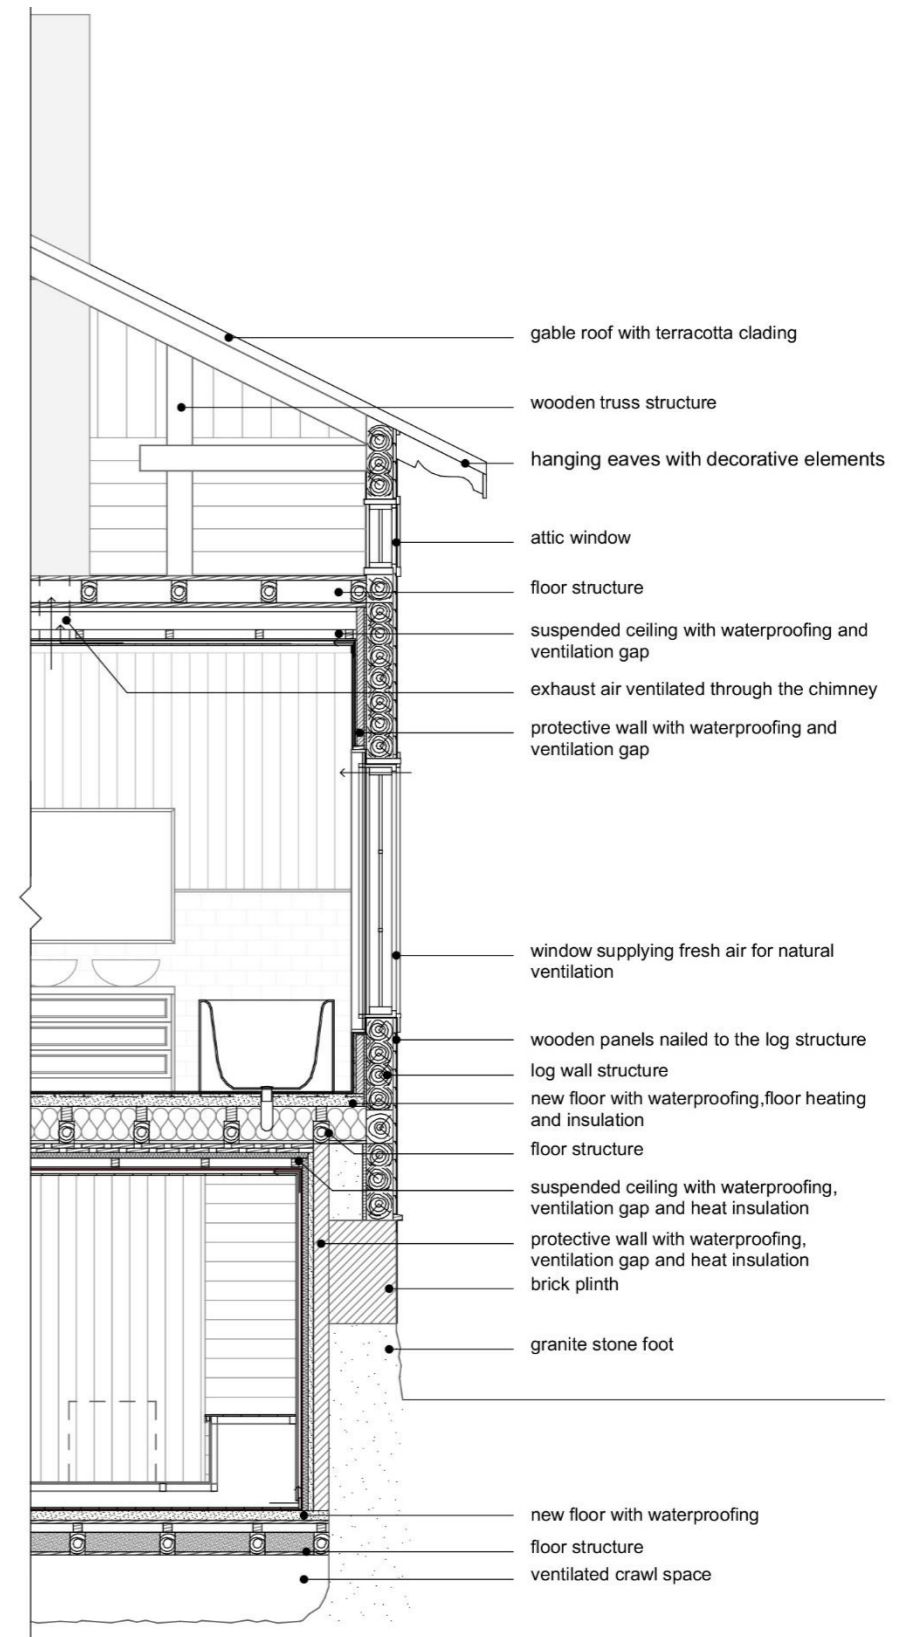 gable roof with terracotta clading
wooden truss structure
hanging eaves with decorative elements
attic window
floor structure
suspended ceiling with waterproofing and
ventilation gap
exhaust air ventilated through the chimney
protective wall with waterproofing and
ventilation gap
window supplying fresh air for natural
ventilation
wooden panels nailed to the log structure
log wall structure
new floor with waterproofing,floor heating
and insulation
floor structure
suspended ceiling with waterproofing,
ventilation gap and heat insulation
protective wall with waterproofing,
ventilation gap and heat insulation
brick plinth
granite stone foot
new floor with waterproofing
floor structure
ventilated crawl space